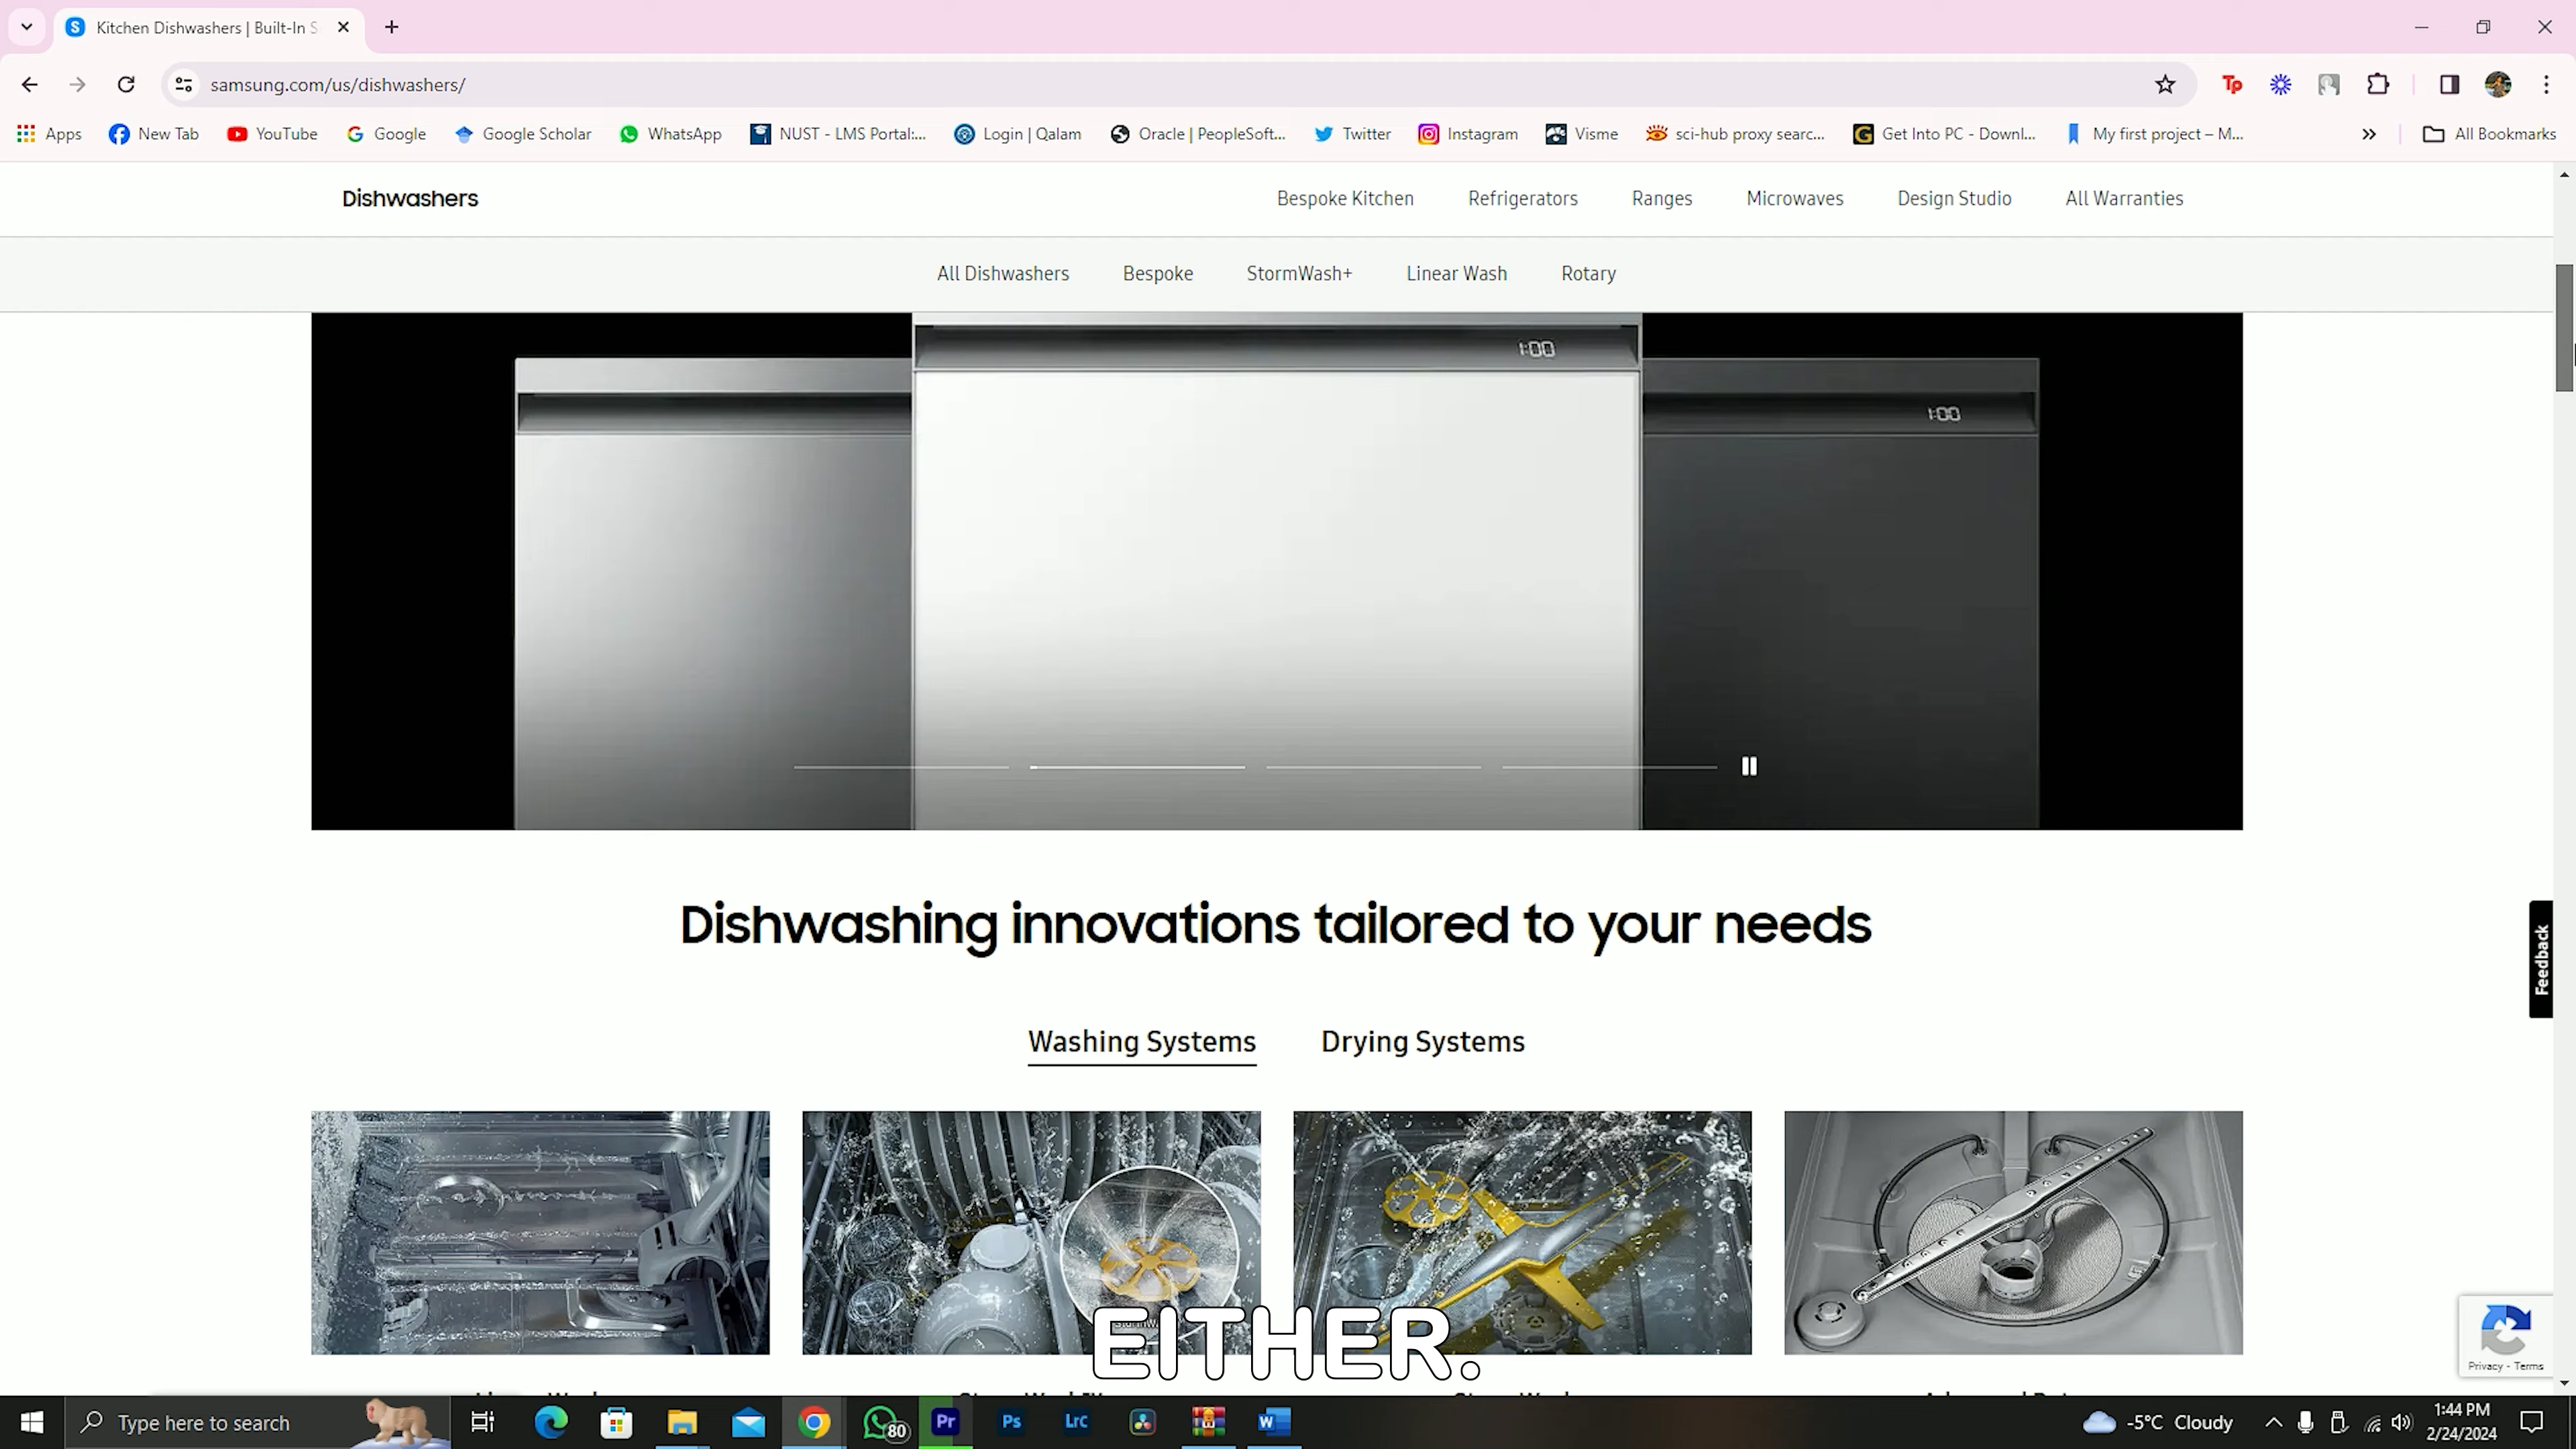 Kitchen Dishwashers | Built-In S
samsung.com/us/dishwashers/
Tp
Apps New Tab YouTube Google Google Scholar WhatsApp NUST - LMS Portal:... Login | Qalam Oracle | PeopleSoft... Twitter Instagram Visme sci-hub proxy searc... Get Into PC - Downl... My first project – M... » All Bookmarks
Dishwashers Bespoke Kitchen Refrigerators Ranges Microwaves Design Studio All Warranties
All Dishwashers Bespoke StormWash+ Linear Wash Rotary
1:00
1:00
Dishwashing innovations tailored to your needs
Feedback
Washing Systems Drying Systems
EITHER.
Privacy - Terms
Type here to search
80
Pr
Ps
Lrc
W
-5°C Cloudy
1:44 PM
2/24/2024